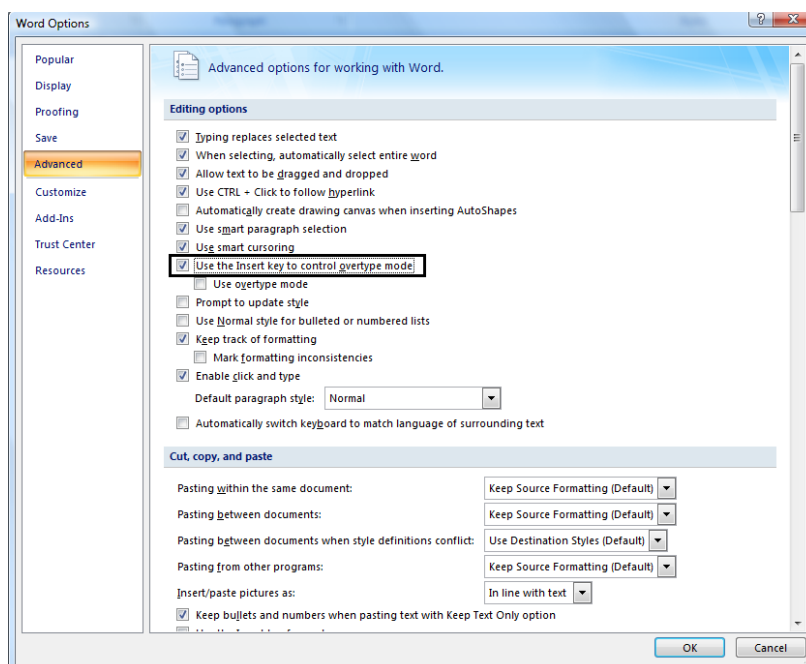 Word Options
Popular
Display
Proofing
Save
Advanced
Customize
Add-Ins
Trust Center
Resources
Advanced options for working with Word.
Editing options
Typing replaces selected text
When selecting, automatically select entire word
Allow text to be dragged and dropped
Use CTRL + Click to follow hyperlink
Automatically create drawing canvas when inserting AutoShapes
Use smart paragraph selection
Use smart cursoring
Use the Insert key to control overtype mode
Use overtype mode
Prompt to update style
Use Normal style for bulleted or numbered lists
Keep track of formatting
Mark formatting inconsistencies
Enable click and type
Default paragraph style: Normal
Automatically switch keyboard to match language of surrounding text
Cut, copy, and paste
Pasting within the same document: Keep Source Formatting (Default)
Pasting between documents: Keep Source Formatting (Default)
Pasting between documents when style definitions conflict: Use Destination Styles (Default)
Pasting from other programs: Keep Source Formatting (Default)
Insert/paste pictures as: In line with text
Keep bullets and numbers when pasting text with Keep Text Only option
OK Cancel